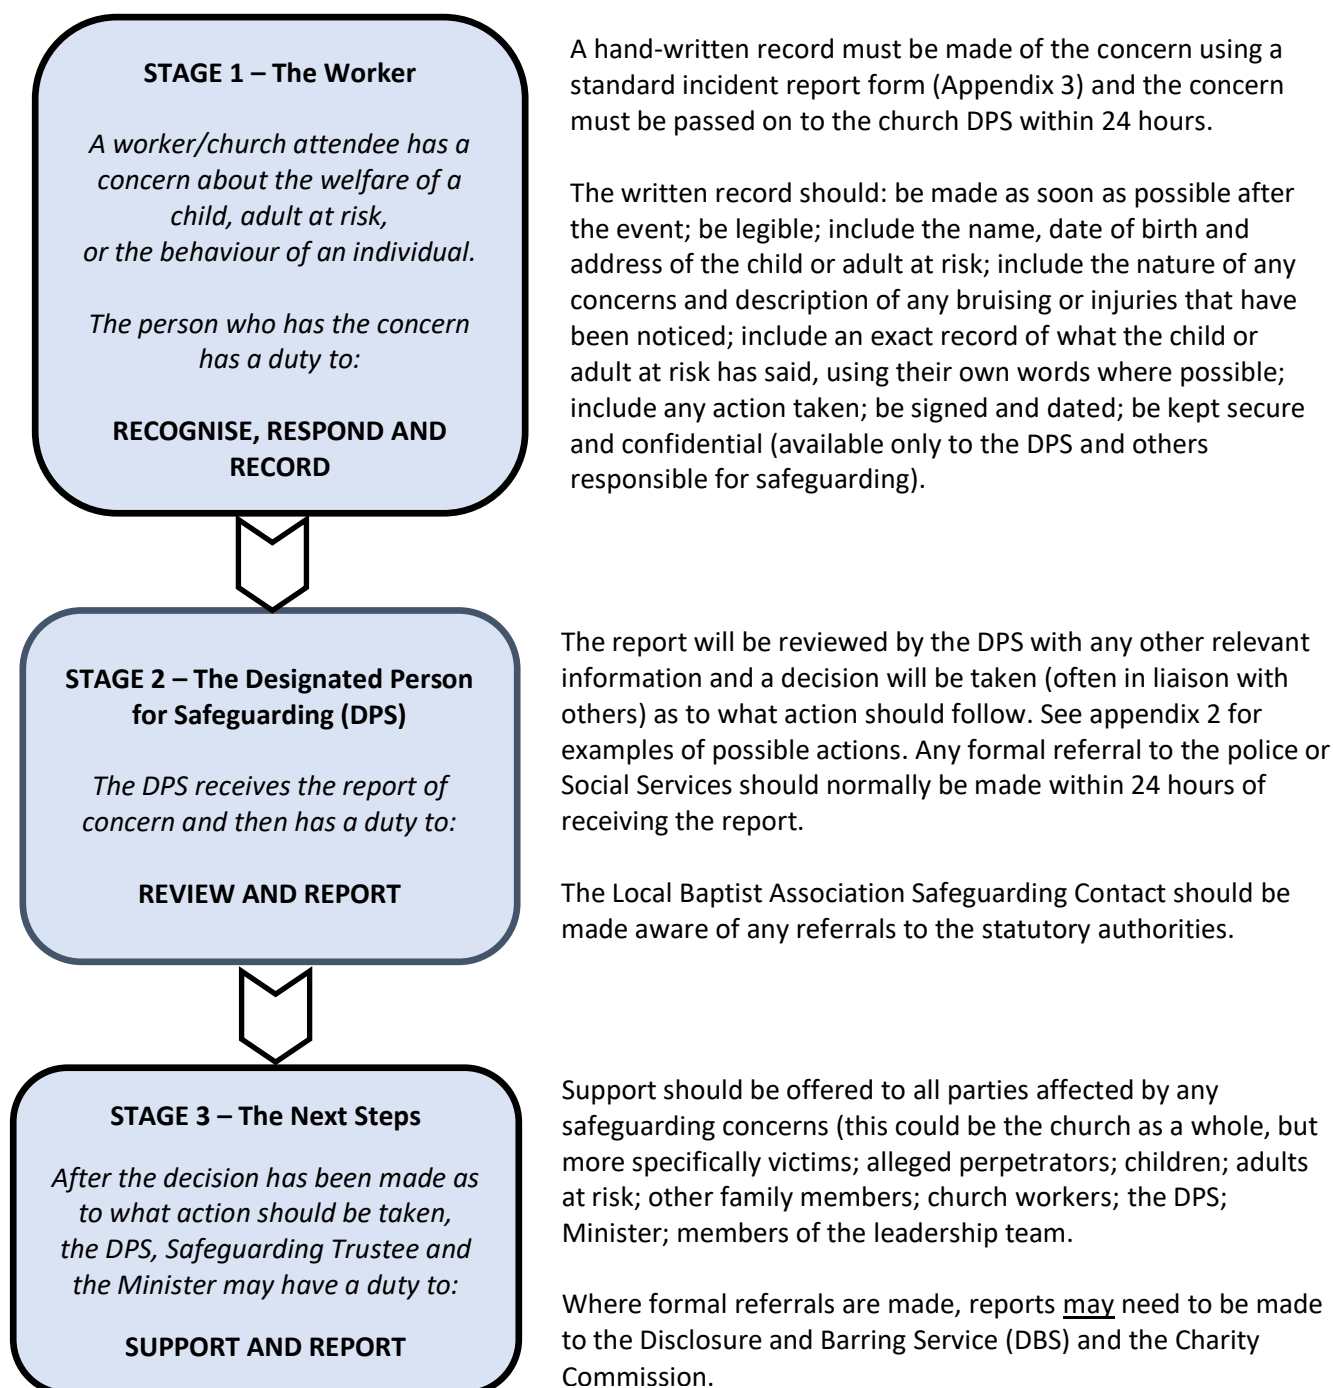 STAGE 1 – The Worker
A worker/church attendee has a
concern about the welfare of a
child, adult at risk,
or the behaviour of an individual.
The person who has the concern
has a duty to:
RECOGNISE, RESPOND AND
RECORD
A hand-written record must be made of the concern using a
standard incident report form (Appendix 3) and the concern
must be passed on to the church DPS within 24 hours.
The written record should: be made as soon as possible after
the event; be legible; include the name, date of birth and
address of the child or adult at risk; include the nature of any
concerns and description of any bruising or injuries that have
been noticed; include an exact record of what the child or
adult at risk has said, using their own words where possible;
include any action taken; be signed and dated; be kept secure
and confidential (available only to the DPS and others
responsible for safeguarding).
STAGE 2 – The Designated Person
for Safeguarding (DPS)
The DPS receives the report of
concern and then has a duty to:
REVIEW AND REPORT
The report will be reviewed by the DPS with any other relevant
information and a decision will be taken (often in liaison with
others) as to what action should follow. See appendix 2 for
examples of possible actions. Any formal referral to the police or
Social Services should normally be made within 24 hours of
receiving the report.
The Local Baptist Association Safeguarding Contact should be
made aware of any referrals to the statutory authorities.
STAGE 3 – The Next Steps
After the decision has been made as
to what action should be taken,
the DPS, Safeguarding Trustee and
the Minister may have a duty to:
SUPPORT AND REPORT
Support should be offered to all parties affected by any
safeguarding concerns (this could be the church as a whole, but
more specifically victims; alleged perpetrators; children; adults
at risk; other family members; church workers; the DPS;
Minister; members of the leadership team.
Where formal referrals are made, reports may need to be made
to the Disclosure and Barring Service (DBS) and the Charity
Commission.